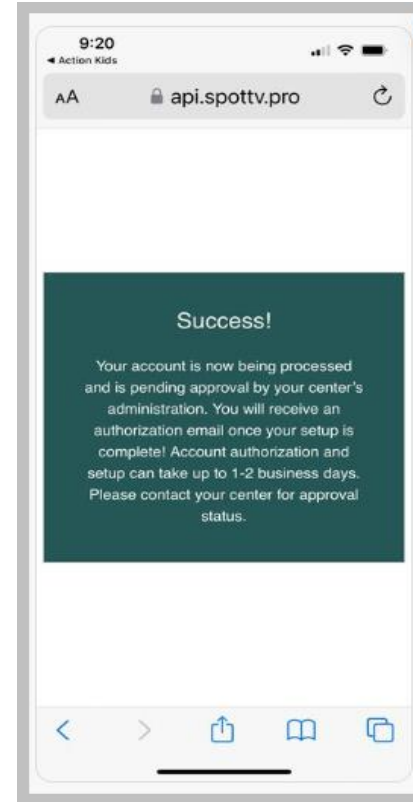 9:20
◀ Action Kids
AA api.spottv.pro
Success!
Your account is now being processed
and is pending approval by your center's
administration. You will receive an
authorization email once your setup is
complete! Account authorization and
setup can take up to 1-2 business days.
Please contact your center for approval
status.